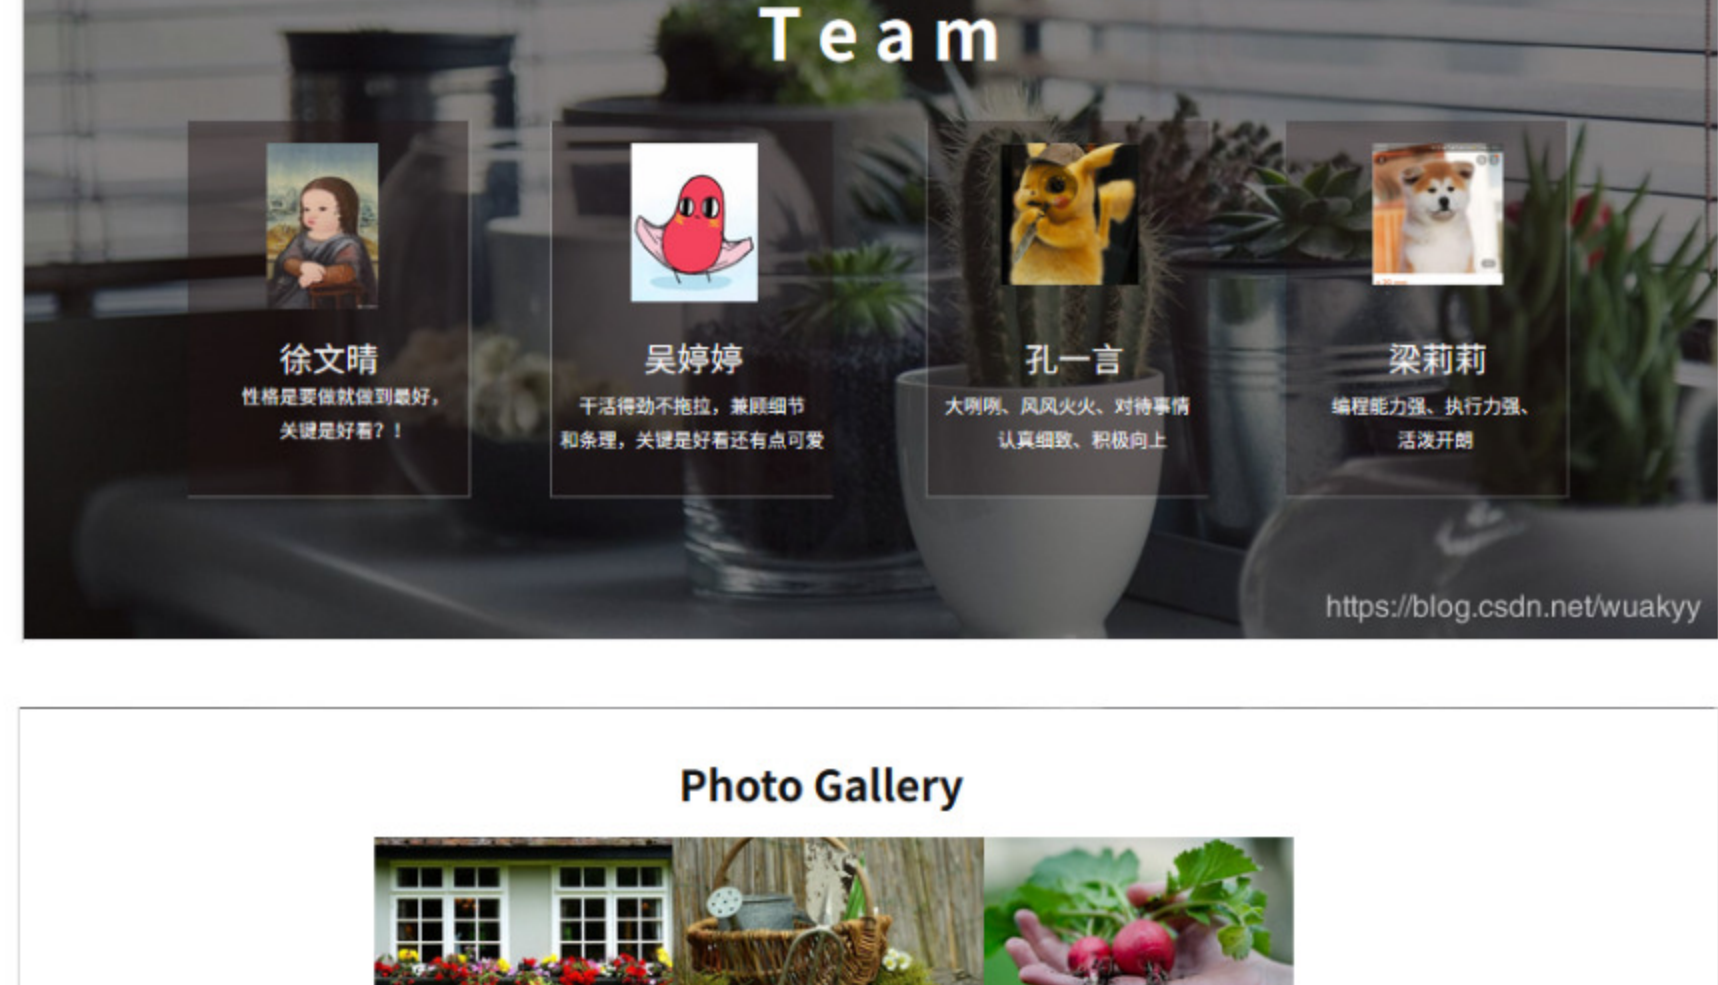 Team
徐文晴
性格是要做就做到最好，
关键是好看？！
吴婷婷
干活得劲不拖拉，兼顾细节
和条理，关键是好看还有点可爱
孔一言
大咧咧、风风火火、对待事情
认真细致、积极向上
梁莉莉
编程能力强、执行力强、
活泼开朗
https://blog.csdn.net/wuakyy
Photo Gallery